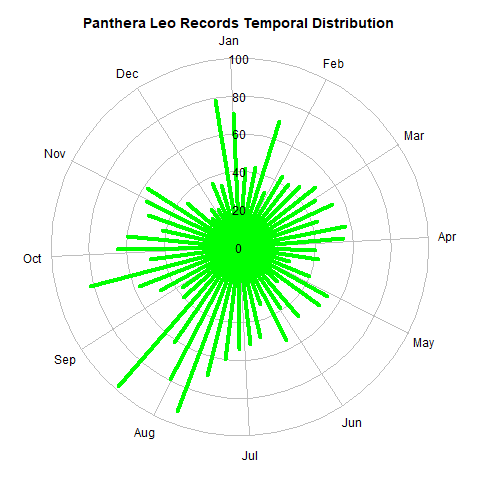 Panthera Leo Records Temporal Distribution
Jan
Feb
Mar
Apr
May
Jun
Jul
Aug
Sep
Oct
Nov
Dec
100
80
60
40
20
0